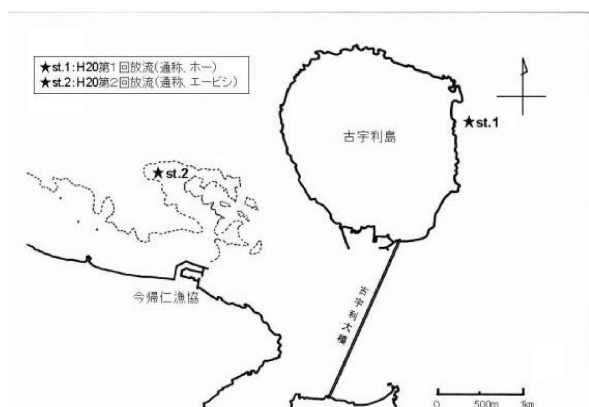 ★st.1:H20第1回放流(通称、ホー)
★st.2:H20第2回放流(通称、エービシ)
★st.1
古宇利島
★st.2
今帰仁漁協
古宇利大橋
0 500m 1km